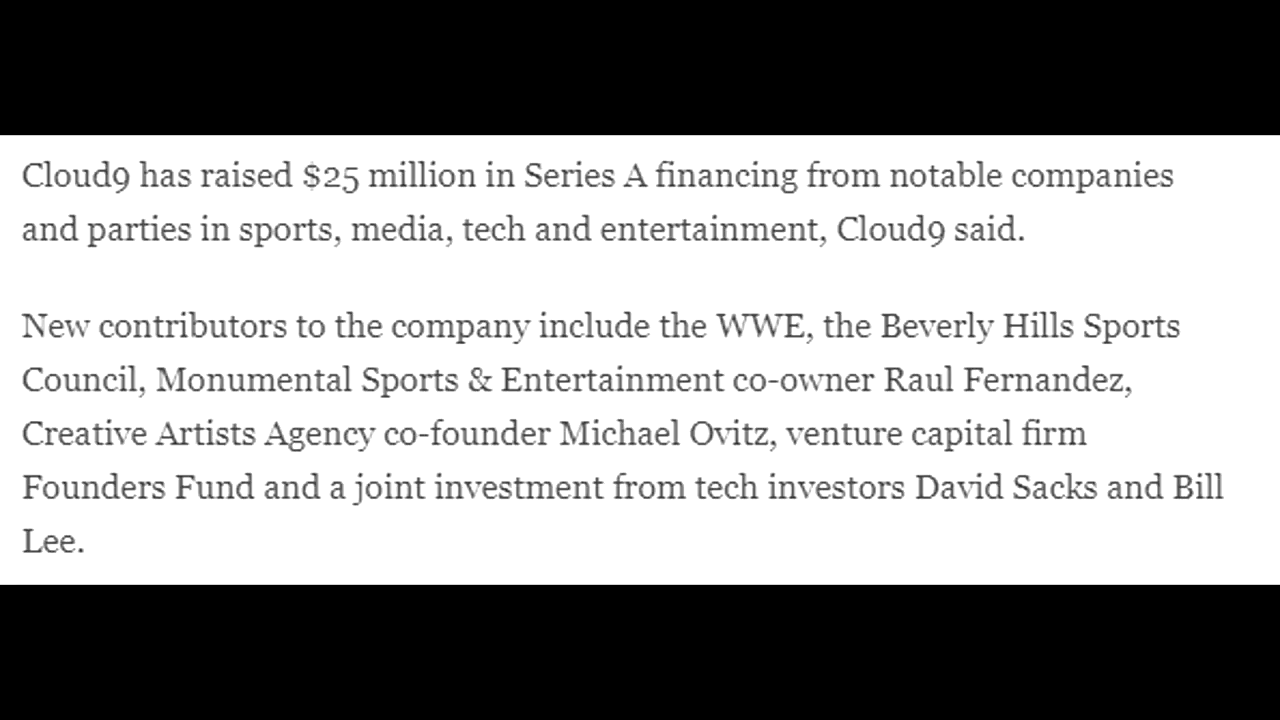 Cloud9 has raised $25 million in Series A financing from notable companies
and parties in sports, media, tech and entertainment, Cloud9 said.
New contributors to the company include the WWE, the Beverly Hills Sports
Council, Monumental Sports & Entertainment co-owner Raul Fernandez,
Creative Artists Agency co-founder Michael Ovitz, venture capital firm
Founders Fund and a joint investment from tech investors David Sacks and Bill
Lee.